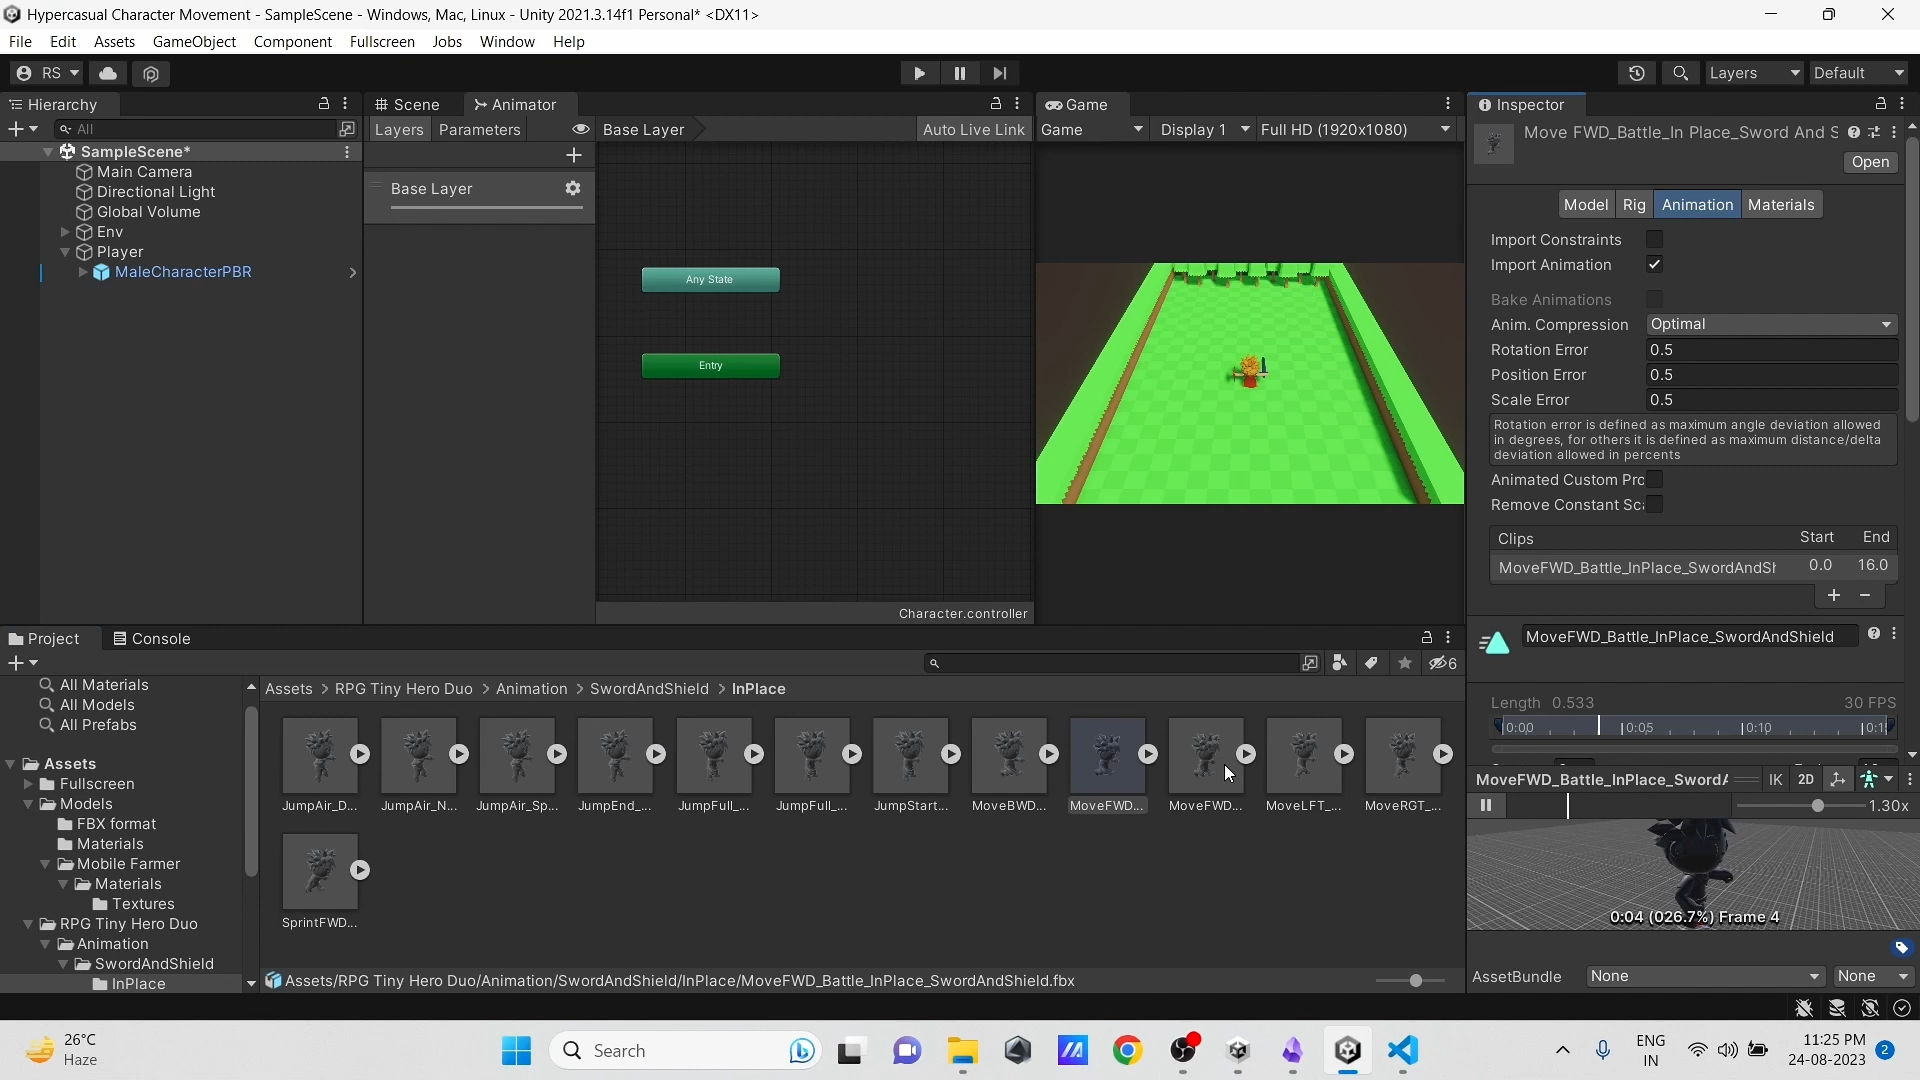 Hypercasual Character Movement - SampleScene - Windows, Mac, Linux - Unity 2021.3.14f1 Personal* <DX11>
File Edit Assets GameObject Component Fullscreen Jobs Window Help
RS Layers Default
Hierarchy
All
SampleScene*
Main Camera
Directional Light
Global Volume
Env
Player
MaleCharacterPBR
Scene Animator
Layers Parameters Base Layer Auto Live Link
Base Layer
Any State
Entry
Character.controller
Game
Game Display 1 Full HD (1920x1080)
Inspector
Move FWD_Battle_In Place_Sword And S
Open
Model Rig Animation Materials
Import Constraints
Import Animation
Bake Animations
Anim. Compression Optimal
Rotation Error 0.5
Position Error 0.5
Scale Error 0.5
Rotation error is defined as maximum angle deviation allowed
in degrees, for others it is defined as maximum distance/delta
deviation allowed in percents
Animated Custom Pro
Remove Constant Sc
Clips Start End
MoveFWD_Battle_InPlace_SwordAndSh 0.0 16.0
MoveFWD_Battle_InPlace_SwordAndShield
Length 0.533 30 FPS
0:00 0:05 0:10 0:1
MoveFWD_Battle_InPlace_SwordA IK 2D
1.30x
0:04 (026.7%) Frame 4
AssetBundle None None
Project Console
6
All Materials
All Models
All Prefabs
Assets
Fullscreen
Models
FBX format
Materials
Mobile Farmer
Materials
Textures
RPG Tiny Hero Duo
Animation
SwordAndShield
InPlace
Assets > RPG Tiny Hero Duo > Animation > SwordAndShield > InPlace
JumpAir_D... JumpAir_N... JumpAir_Sp... JumpEnd_... JumpFull_... JumpFull_... JumpStart... MoveBWD... MoveFWD... MoveFWD... MoveLFT_... MoveRGT_...
SprintFWD...
Assets/RPG Tiny Hero Duo/Animation/SwordAndShield/InPlace/MoveFWD_Battle_InPlace_SwordAndShield.fbx
26°C
Haze
Search
ENG
IN
11:25 PM
24-08-2023
2